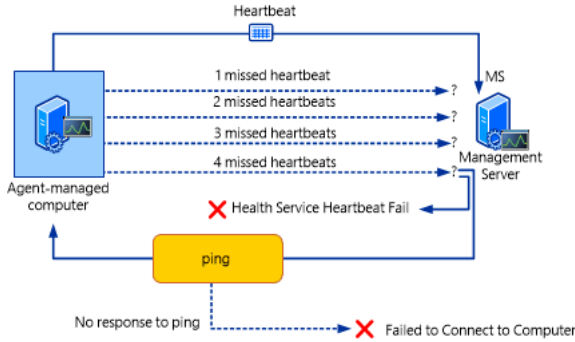 Heartbeat
1 missed heartbeat
?
MS
2 missed heartbeats
?
3 missed heartbeats
?
4 missed heartbeats
?
Management
Server
Agent-managed
computer
Health Service Heartbeat Fail
ping
No response to ping
Failed to Connect to Computer